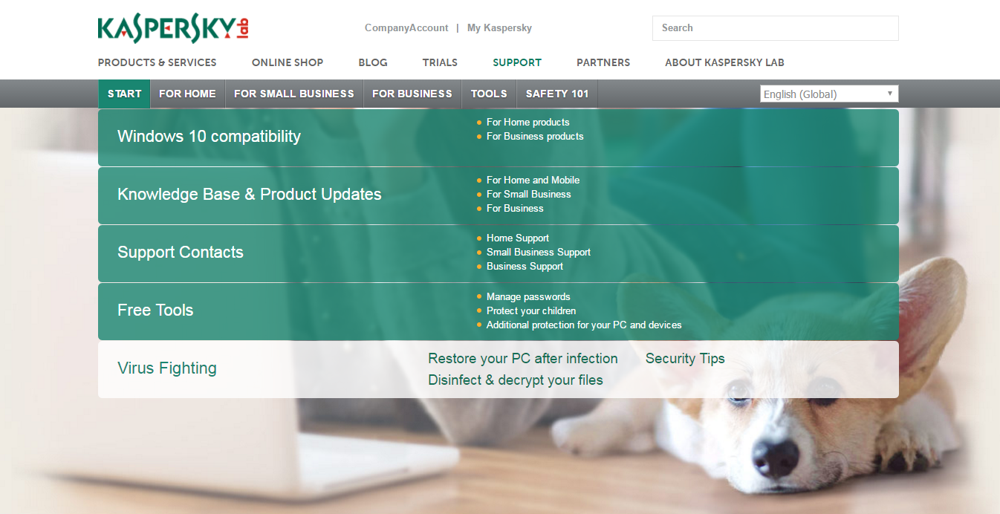 KASPERSKY lab
CompanyAccount | My Kaspersky
Search
PRODUCTS & SERVICES ONLINE SHOP BLOG TRIALS SUPPORT PARTNERS ABOUT KASPERSKY LAB
START FOR HOME FOR SMALL BUSINESS FOR BUSINESS TOOLS SAFETY 101
English (Global)
Windows 10 compatibility
For Home products
For Business products
Knowledge Base & Product Updates
For Home and Mobile
For Small Business
For Business
Support Contacts
Home Support
Small Business Support
Business Support
Free Tools
Manage passwords
Protect your children
Additional protection for your PC and devices
Virus Fighting
Restore your PC after infection Security Tips
Disinfect & decrypt your files